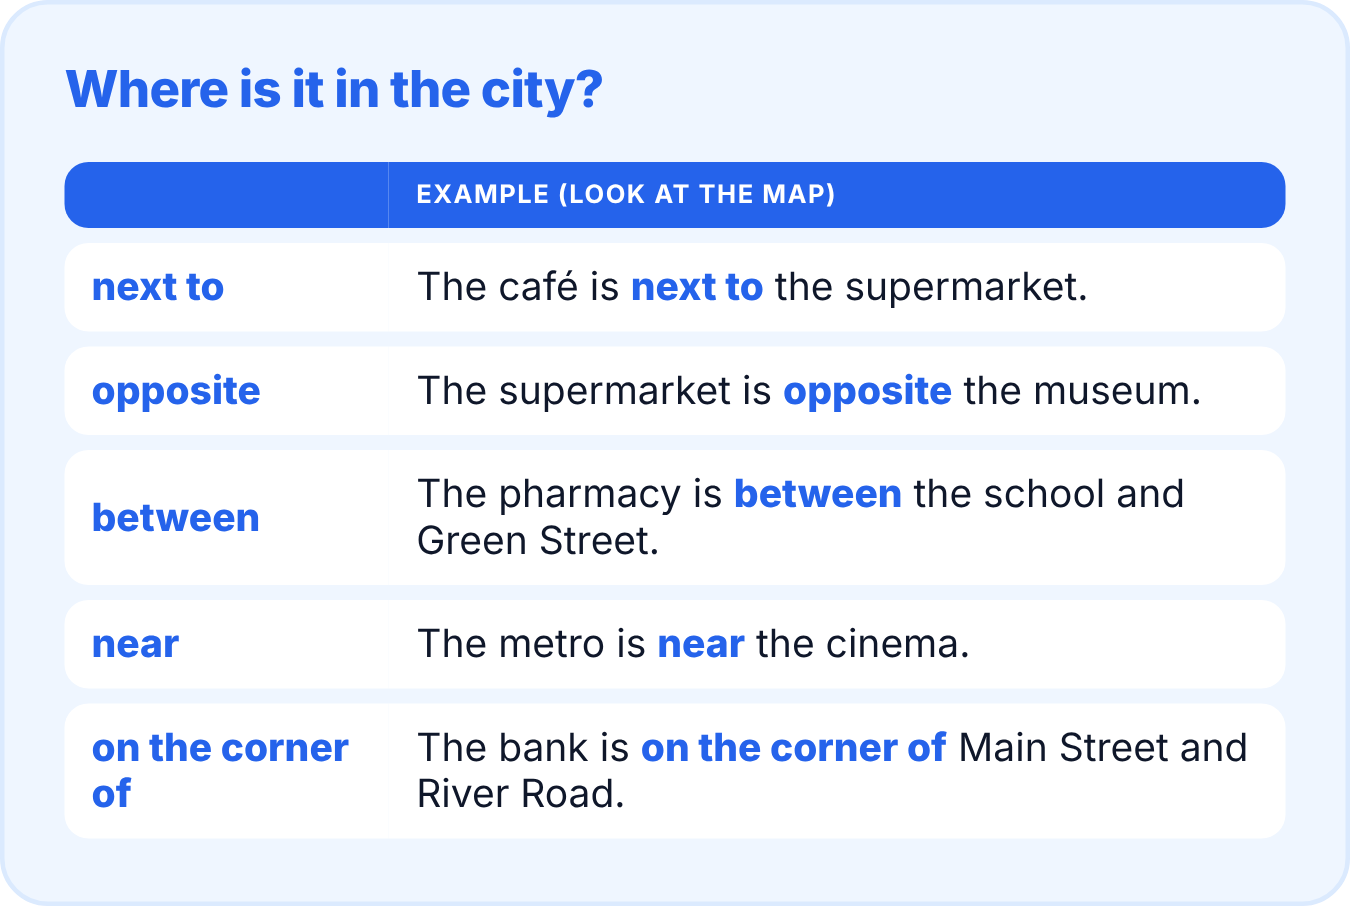 Where is it in the city?
EXAMPLE (LOOK AT THE MAP)
next to
The café is next to the supermarket.
opposite
The supermarket is opposite the museum.
between
The pharmacy is between the school and
Green Street.
near
The metro is near the cinema.
on the corner
of
The bank is on the corner of Main Street and
River Road.